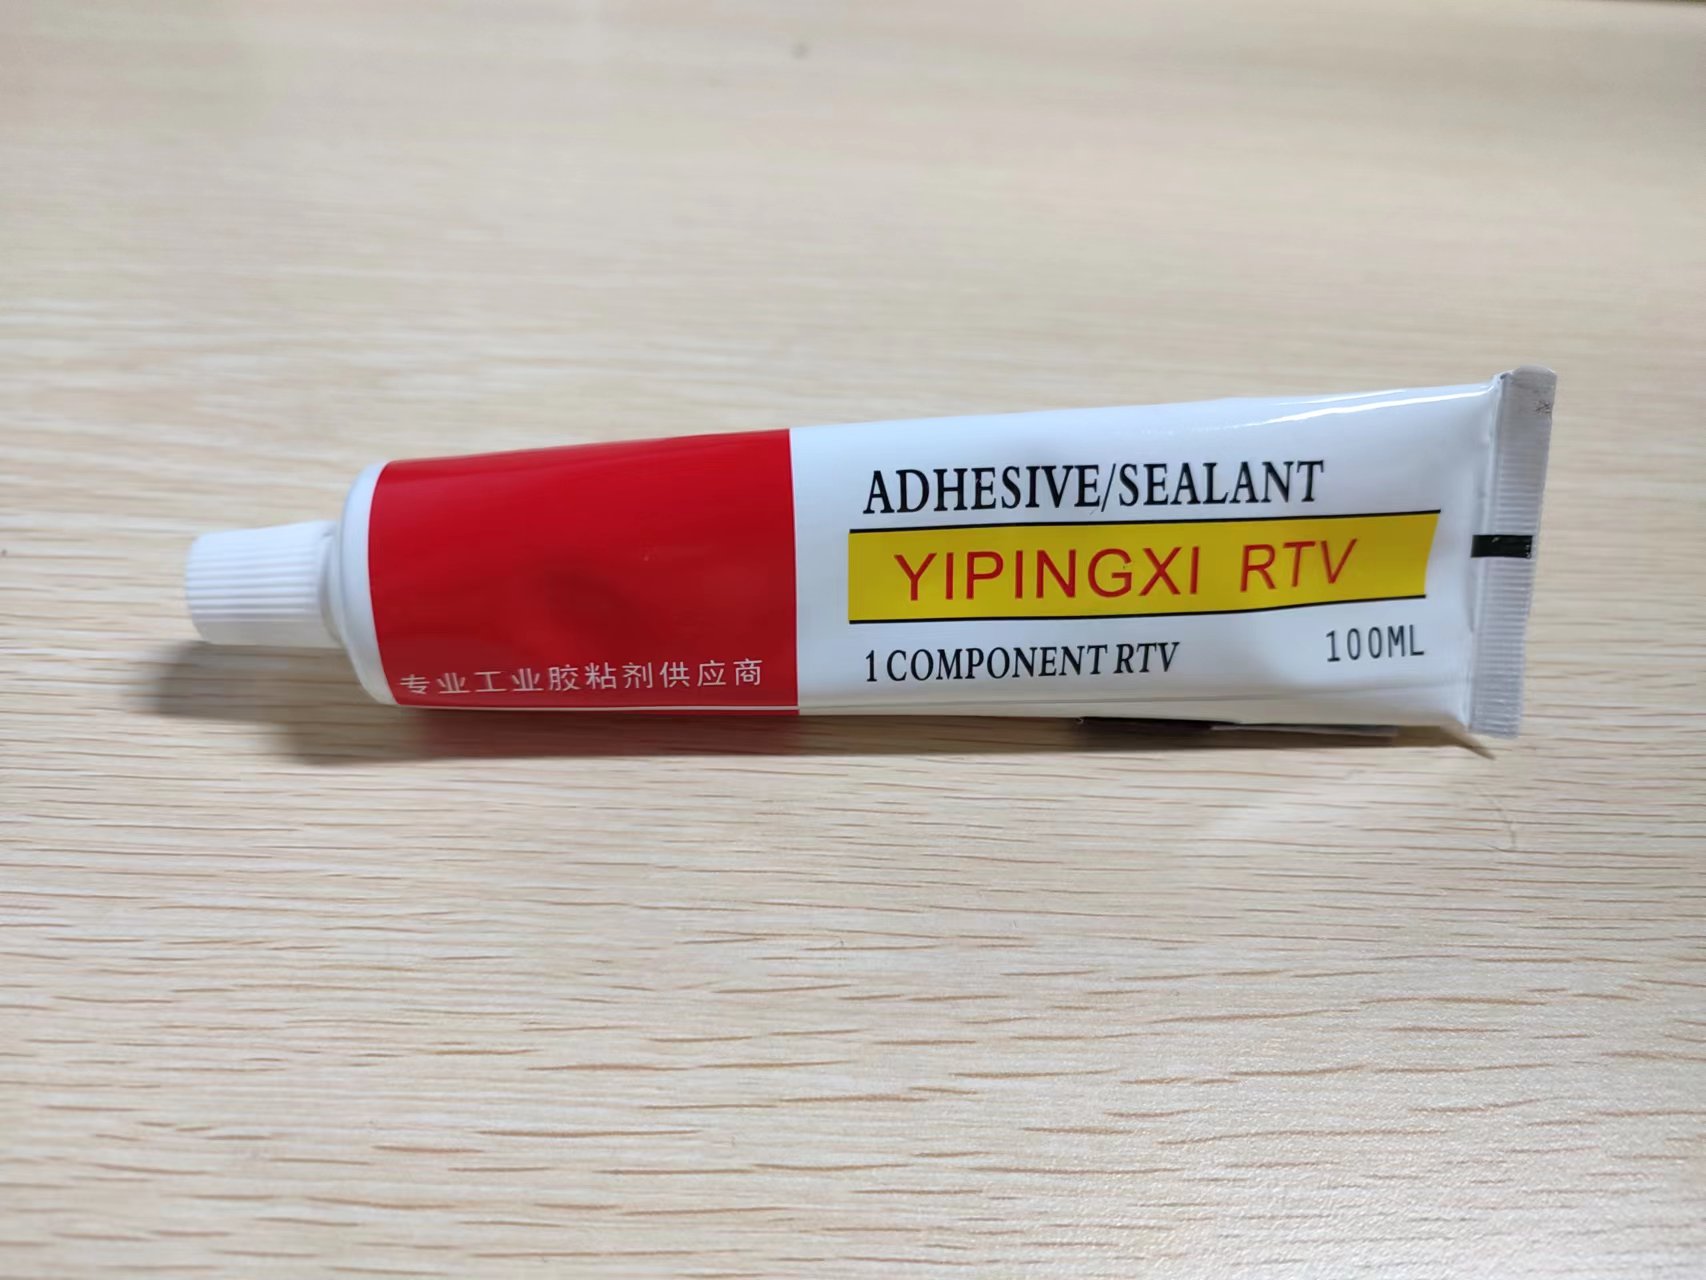 ADHESIVE/SEALANT
YIPINGXI RTV
1 COMPONENT RTV
100ML
专业工业胶粘剂供应商